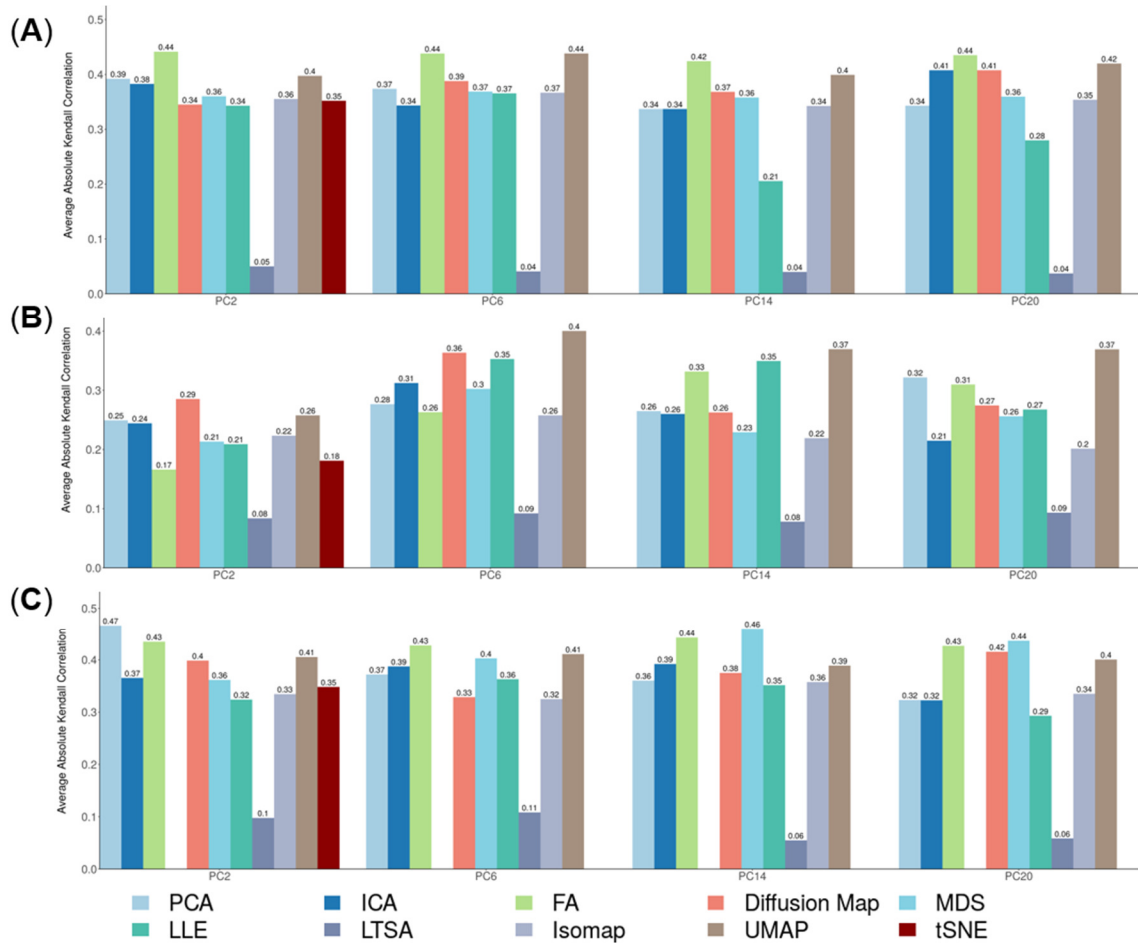 (A)
Average Absolute Kendall Correlation
0.5
0.4
0.3
0.2
0.1
0.0
0.39 0.38 0.44 0.34 0.36 0.34 0.05 0.36 0.4 0.35
0.37 0.34 0.44 0.39 0.37 0.37 0.04 0.37 0.44
0.34 0.34 0.42 0.37 0.36 0.21 0.04 0.34 0.4
0.34 0.41 0.44 0.41 0.36 0.28 0.04 0.35 0.42
PC2 PC6 PC14 PC20
(B)
Average Absolute Kendall Correlation
0.4
0.3
0.2
0.1
0.0
0.25 0.24 0.17 0.29 0.21 0.21 0.08 0.22 0.26 0.18
0.28 0.31 0.26 0.36 0.3 0.35 0.09 0.26 0.4
0.26 0.26 0.33 0.26 0.23 0.35 0.08 0.22 0.37
0.32 0.21 0.31 0.27 0.26 0.27 0.09 0.2 0.37
PC2 PC6 PC14 PC20
(C)
Average Absolute Kendall Correlation
0.5
0.4
0.3
0.2
0.1
0.0
0.47 0.37 0.43 0.4 0.36 0.32 0.1 0.33 0.41 0.35
0.37 0.39 0.43 0.33 0.4 0.36 0.11 0.32 0.41
0.36 0.39 0.44 0.38 0.46 0.35 0.06 0.36 0.39
0.32 0.32 0.43 0.42 0.44 0.29 0.06 0.34 0.4
PC2 PC6 PC14 PC20
PCA ICA FA Diffusion Map MDS
LLE LTSA Isomap UMAP tSNE